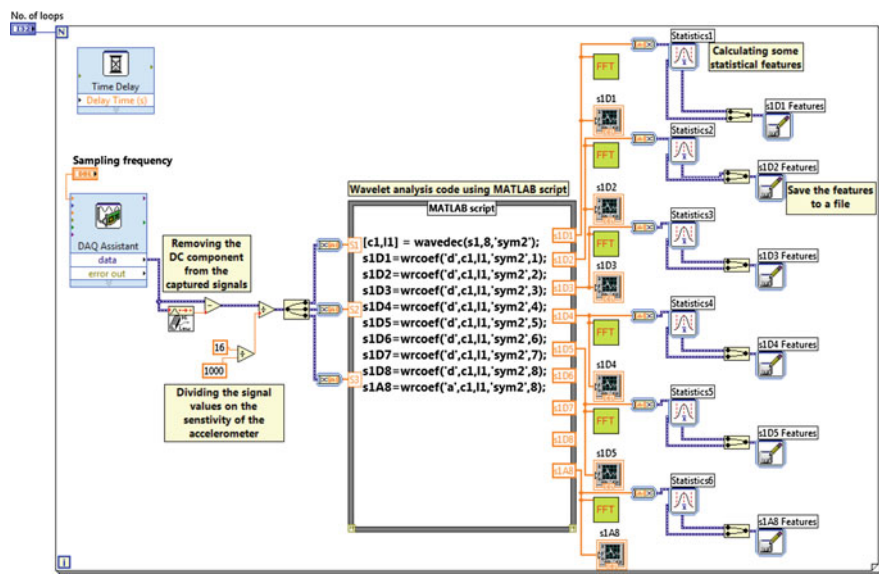 No. of loops
132
N
Time Delay
Delay Time (s)
Sampling frequency
DAQ Assistant
data
error out
Removing the
DC component
from the
captured signals
16
1000
Dividing the signal
values on the
senstivity of the
accelerometer
Wavelet analysis code using MATLAB script
MATLAB script
S1
S2
S3
[c1,l1] = wavedec(s1,8,'sym2');
s1D1=wrcoef('d',c1,l1,'sym2',1);
s1D2=wrcoef('d',c1,l1,'sym2',2);
s1D3=wrcoef('d',c1,l1,'sym2',3);
s1D4=wrcoef('d',c1,l1,'sym2',4);
s1D5=wrcoef('d',c1,l1,'sym2',5);
s1D6=wrcoef('d',c1,l1,'sym2',6);
s1D7=wrcoef('d',c1,l1,'sym2',7);
s1D8=wrcoef('d',c1,l1,'sym2',8);
s1A8=wrcoef('a',c1,l1,'sym2',8);
s1D1
s1D2
s1D3
s1D4
s1D5
s1D6
s1D7
s1D8
s1A8
FFT
s1D1
FFT
s1D2
FFT
s1D3
FFT
s1D4
FFT
s1D5
FFT
s1A8
Statistics1
Calculating some
statistical features
s1D1 Features
Statistics2
s1D2 Features
Save the features
to a file
Statistics3
s1D3 Features
Statistics4
s1D4 Features
Statistics5
s1D5 Features
Statistics6
s1A8 Features
i